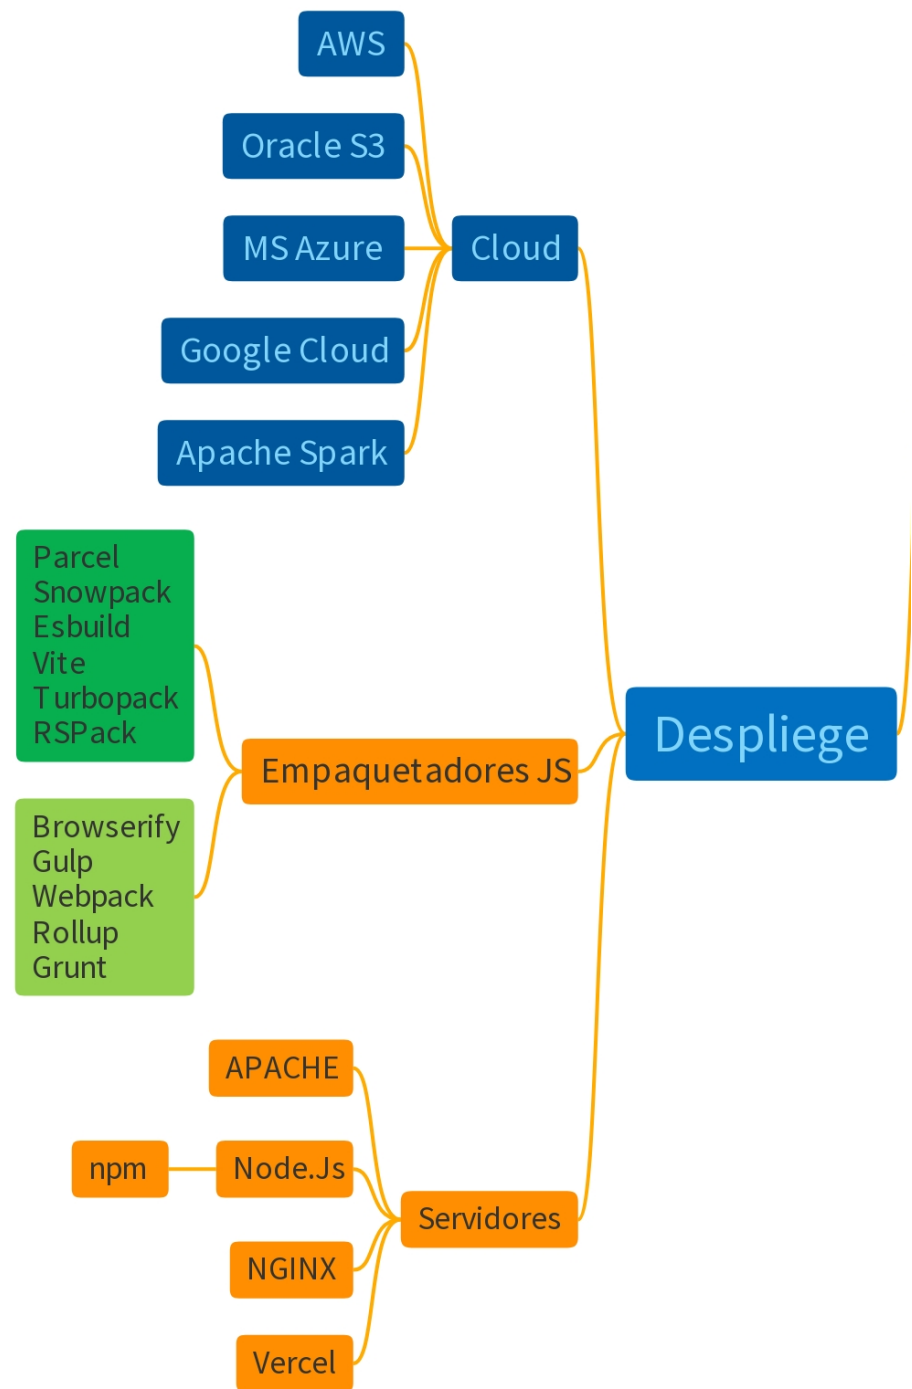 AWS
Oracle S3
MS Azure
Cloud
Google Cloud
Apache Spark
Parcel
Snowpack
Esbuild
Vite
Turbopack
RSPack
Despliege
Empaquetadores JS
Browserify
Gulp
Webpack
Rollup
Grunt
APACHE
npm
Node.Js
Servidores
NGINX
Vercel